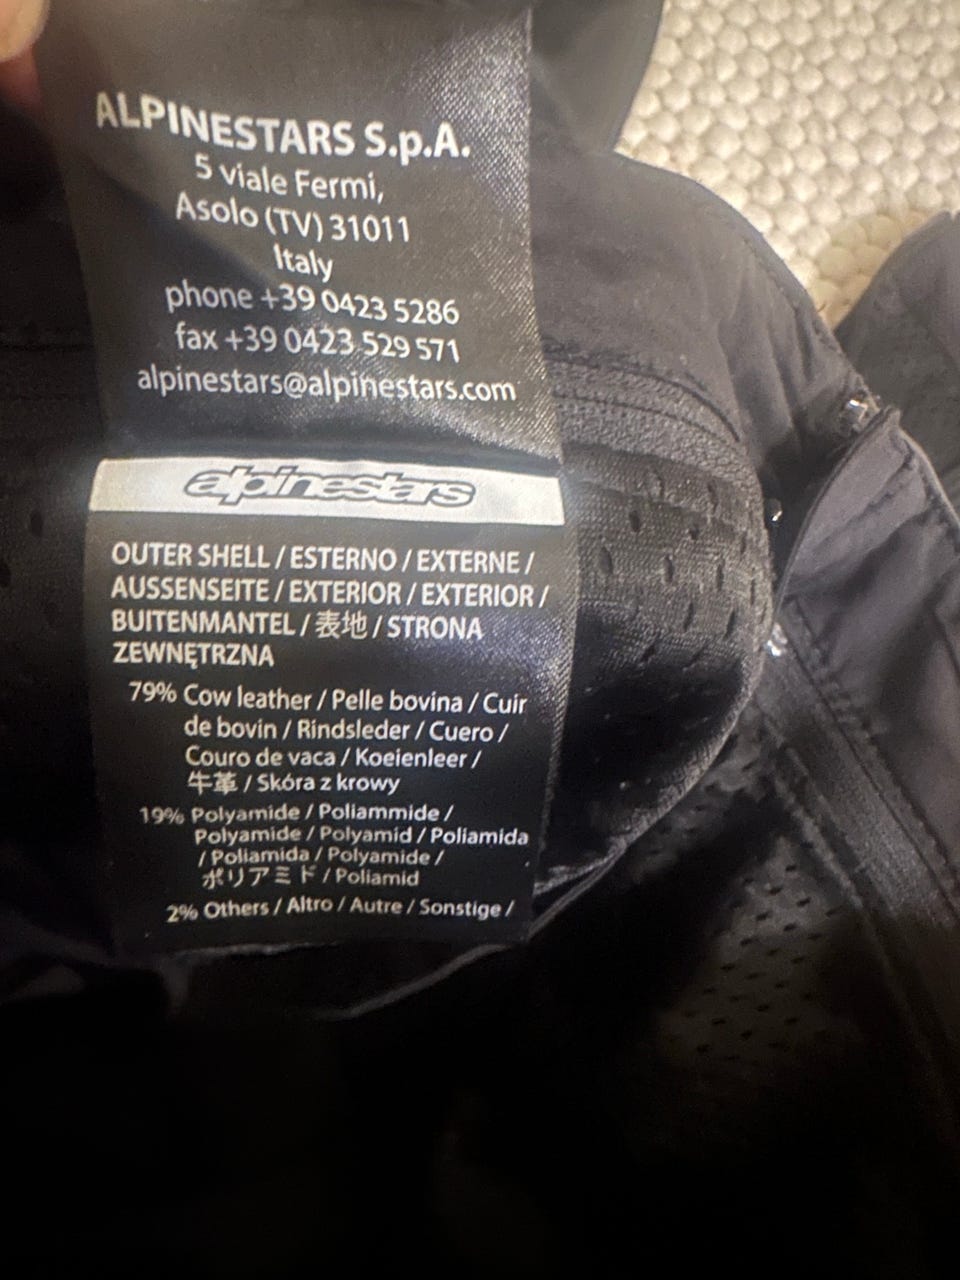 ALPINESTARS S.p.A.
5 viale Fermi,
Asolo (TV) 31011
Italy
phone +39 0423 5286
fax +39 0423 529 571
alpinestars@alpinestars.com
alpinestars
OUTER SHELL / ESTERNO / EXTERNE /
AUSSENSEITE / EXTERIOR / EXTERIOR /
BUITENMANTEL / 表地 / STRONA
ZEWNĘTRZNA
79% Cow leather / Pelle bovina / Cuir
de bovin / Rindsleder / Cuero /
Couro de vaca / Koeienleer /
牛革 / Skóra z krowy
19% Polyamide / Poliammide /
Polyamide / Polyamid / Poliamida
/ Poliamida / Polyamide /
ポリアミド / Poliamid
2% Others / Altro / Autre / Sonstige /